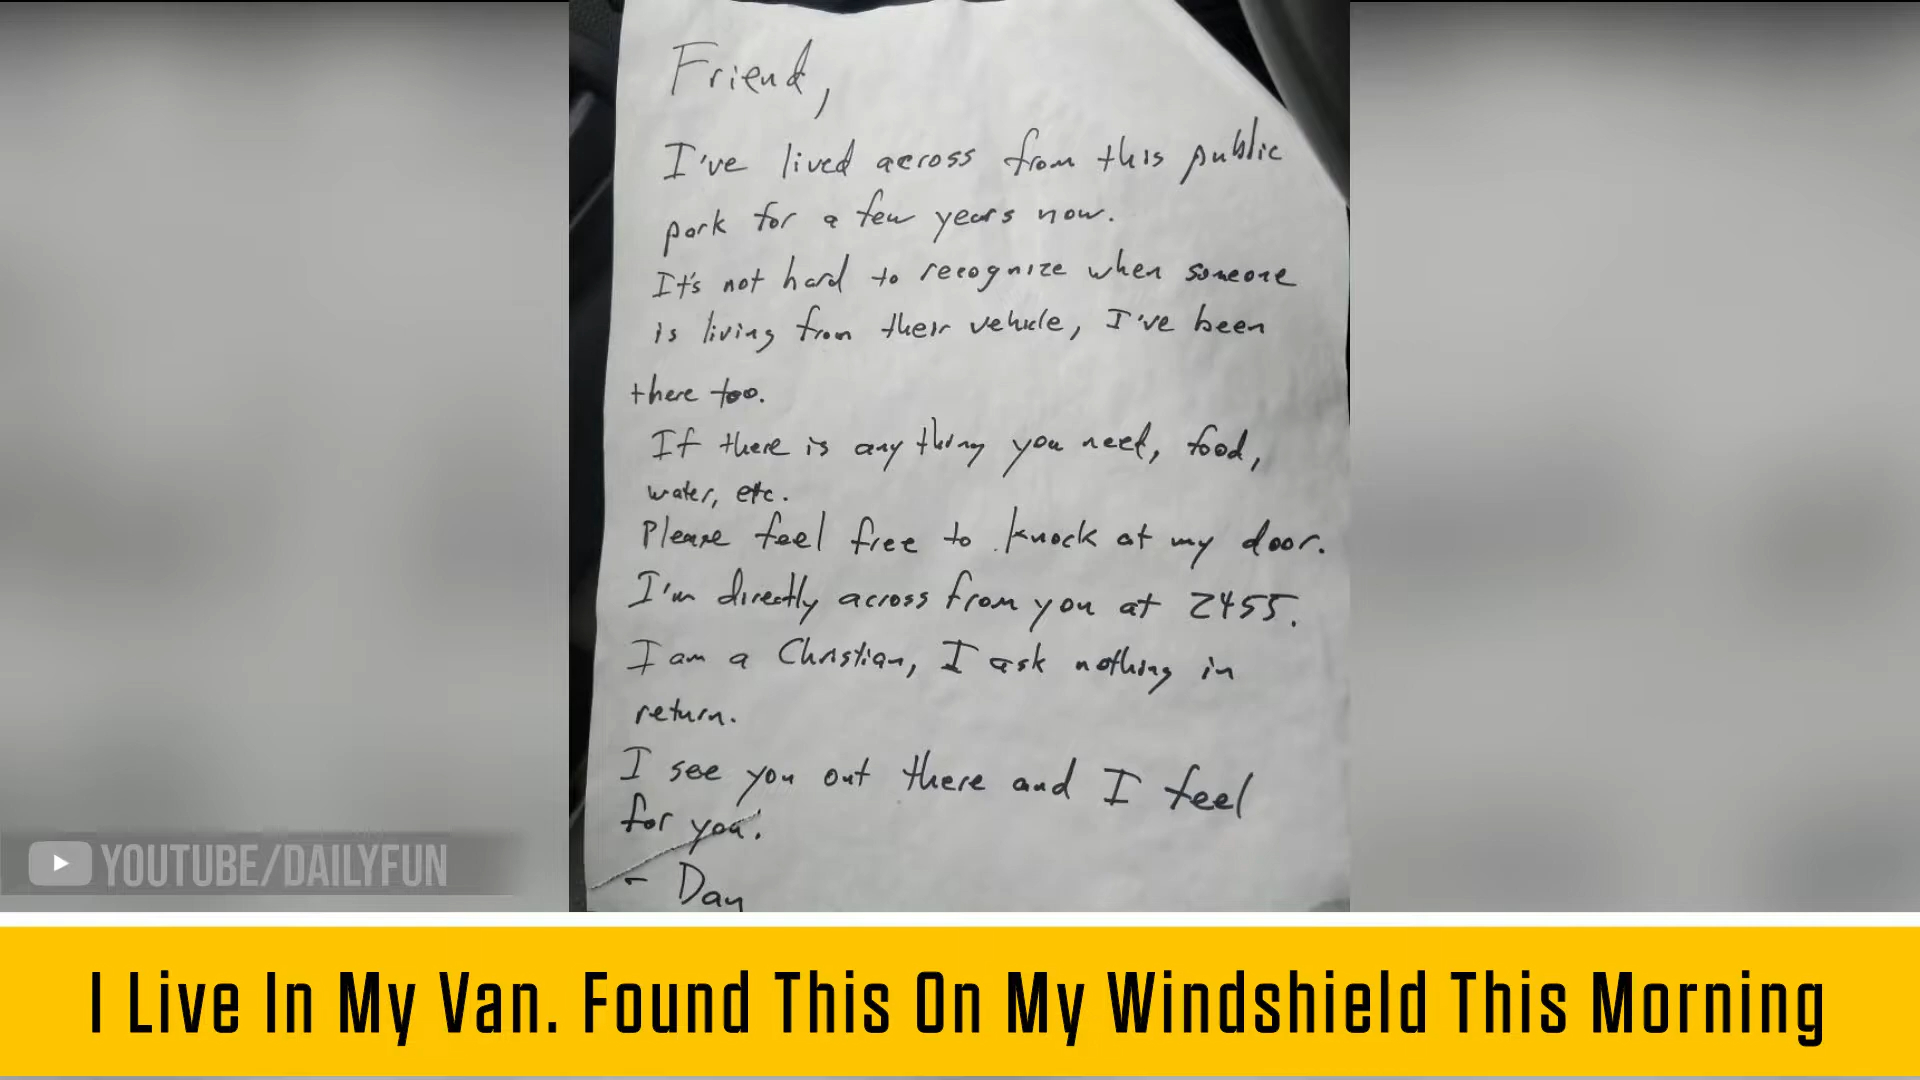 Friend,
I've lived across from this public
park for a few years now.
It's not hard to recognize when someone
is living from their vehicle, I've been
there too.
If there is anything you need, food,
water, etc.
Please feel free to knock at my door.
I'm directly across from you at 2455.
I am a Christian, I ask nothing in
return.
I see you out there and I feel
for you.
- Dan
YOUTUBE/DAILYFUN
I Live In My Van. Found This On My Windshield This Morning